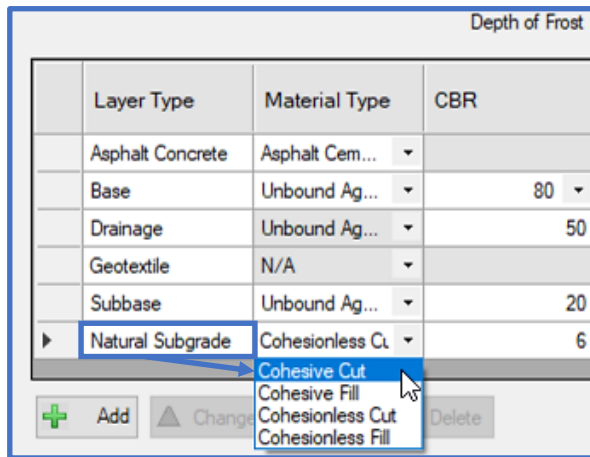 Depth of Frost
Layer Type Material Type CBR
Asphalt Concrete Asphalt Cem...
Base Unbound Ag... 80
Drainage Unbound Ag... 50
Geotextile N/A
Subbase Unbound Ag... 20
Natural Subgrade Cohesionless Cu 6
Cohesive Cut
Cohesive Fill
Cohesionless Cut
Cohesionless Fill
Add Change Delete